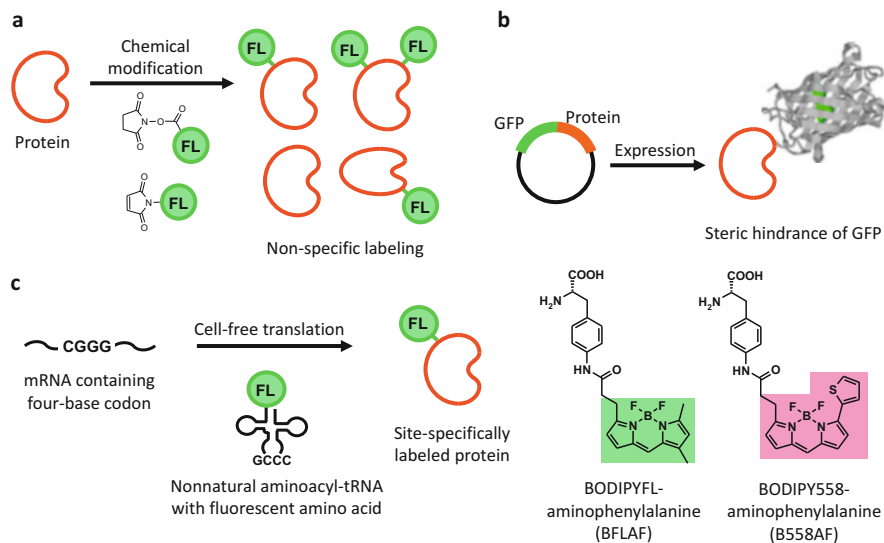 a
Chemical
modification
Protein
O
N
O
O
O
FL
O
N
FL
O
FL
FL
FL
FL
Non-specific labeling
b
GFP
Protein
Expression
Steric hindrance of GFP
c
CGGG
mRNA containing
four-base codon
Cell-free translation
FL
GCCC
Nonnatural aminoacyl-tRNA
with fluorescent amino acid
FL
Site-specifically
labeled protein
COOH
H2N
NH
O
F
F
B
N
N
BODIPYFL-
aminophenylalanine
(BFLAF)
COOH
H2N
NH
O
S
F
F
B
N
N
BODIPY558-
aminophenylalanine
(B558AF)